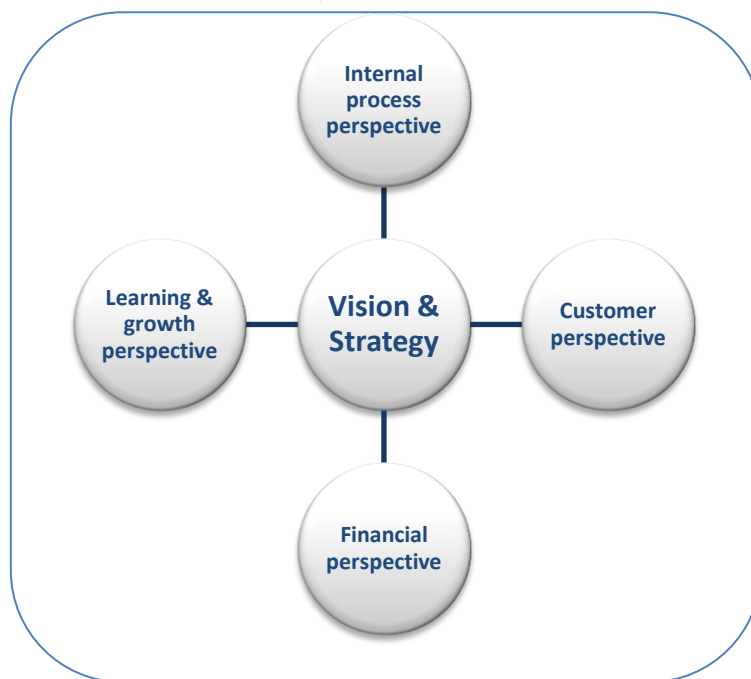 Internal
process
perspective
Learning &
growth
perspective
Vision &
Strategy
Customer
perspective
Financial
perspective